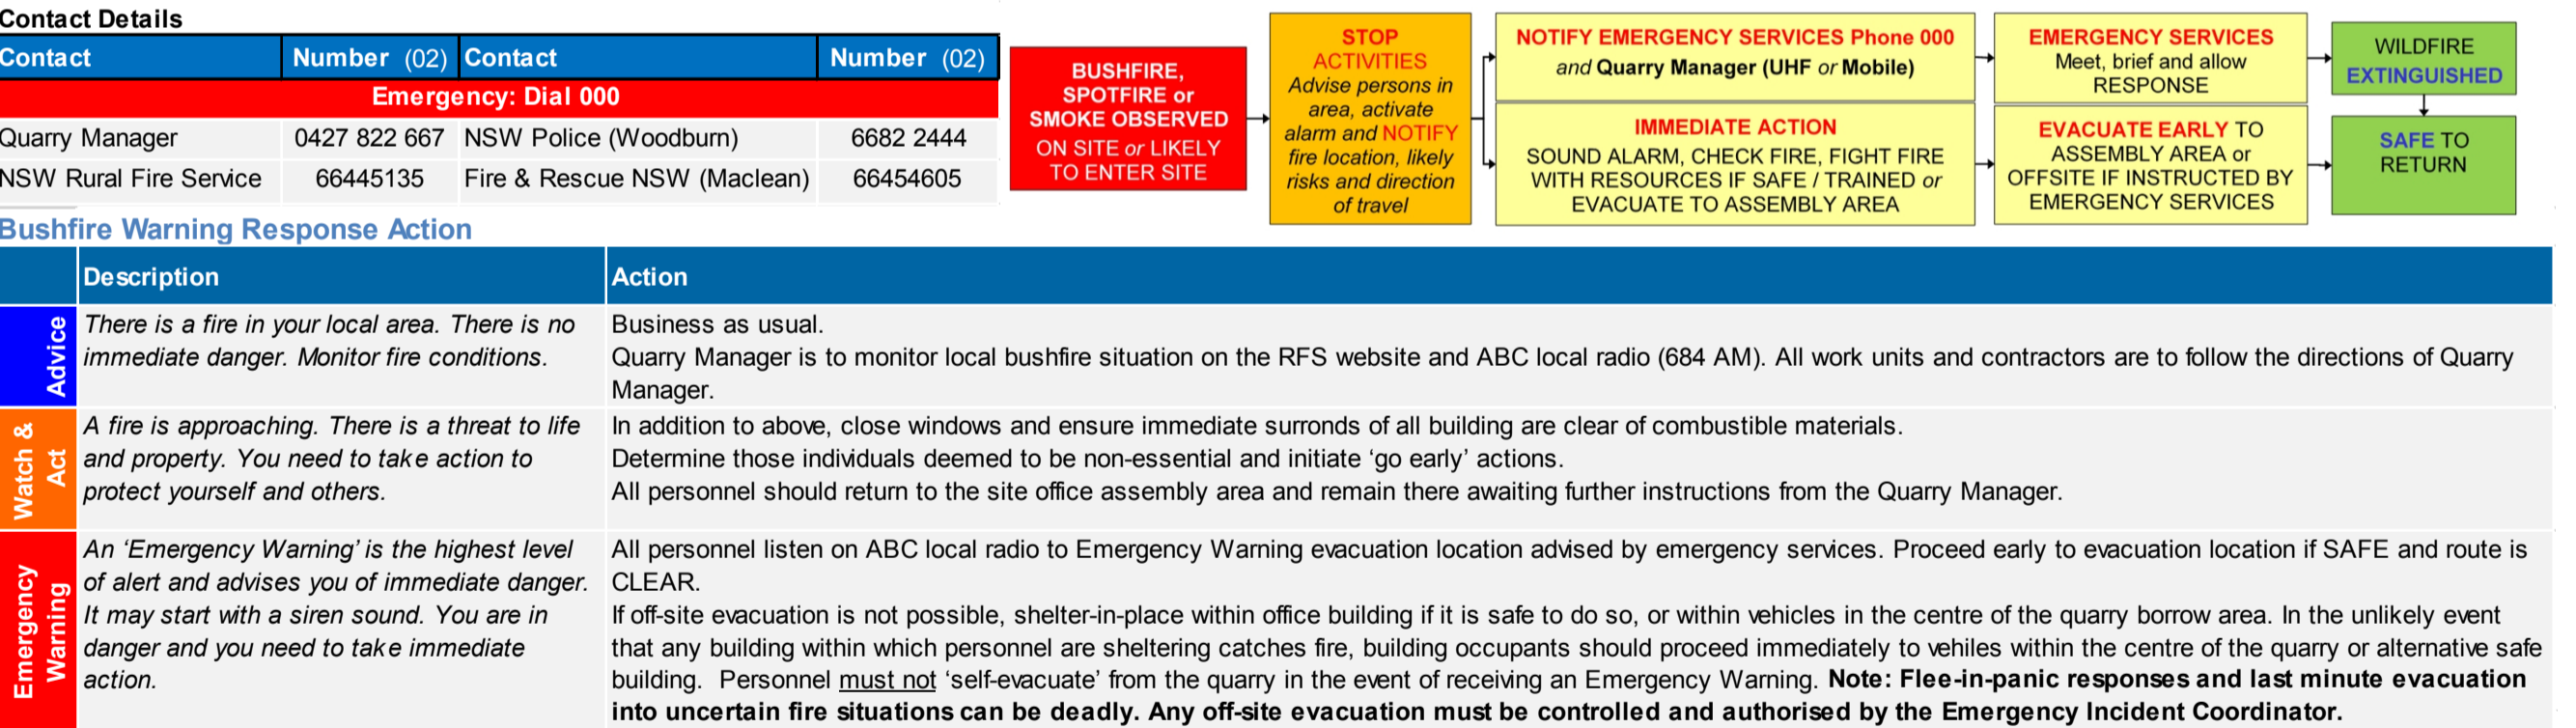 Contact Details
Contact Number (02) Contact Number (02)
Emergency: Dial 000
Quarry Manager 0427 822 667 NSW Police (Woodburn) 6682 2444
NSW Rural Fire Service 66445135 Fire & Rescue NSW (Maclean) 66454605
BUSHFIRE,
SPOTFIRE or
SMOKE OBSERVED
ON SITE or LIKELY
TO ENTER SITE
STOP
ACTIVITIES
Advise persons in
area, activate
alarm and NOTIFY
fire location, likely
risks and direction
of travel
NOTIFY EMERGENCY SERVICES Phone 000
and Quarry Manager (UHF or Mobile)
IMMEDIATE ACTION
SOUND ALARM, CHECK FIRE, FIGHT FIRE
WITH RESOURCES IF SAFE / TRAINED or
EVACUATE TO ASSEMBLY AREA
EMERGENCY SERVICES
Meet, brief and allow
RESPONSE
EVACUATE EARLY TO
ASSEMBLY AREA or
OFFSITE IF INSTRUCTED BY
EMERGENCY SERVICES
WILDFIRE
EXTINGUISHED
SAFE TO
RETURN
Bushfire Warning Response Action
Description Action
Advice
There is a fire in your local area. There is no
immediate danger. Monitor fire conditions.
Business as usual.
Quarry Manager is to monitor local bushfire situation on the RFS website and ABC local radio (684 AM). All work units and contractors are to follow the directions of Quarry
Manager.
Watch &
Act
A fire is approaching. There is a threat to life
and property. You need to take action to
protect yourself and others.
In addition to above, close windows and ensure immediate surronds of all building are clear of combustible materials.
Determine those individuals deemed to be non-essential and initiate ‘go early’ actions.
All personnel should return to the site office assembly area and remain there awaiting further instructions from the Quarry Manager.
Emergency
Warning
An ‘Emergency Warning’ is the highest level
of alert and advises you of immediate danger.
It may start with a siren sound. You are in
danger and you need to take immediate
action.
All personnel listen on ABC local radio to Emergency Warning evacuation location advised by emergency services. Proceed early to evacuation location if SAFE and route is
CLEAR.
If off-site evacuation is not possible, shelter-in-place within office building if it is safe to do so, or within vehicles in the centre of the quarry borrow area. In the unlikely event
that any building within which personnel are sheltering catches fire, building occupants should proceed immediately to vehiles within the centre of the quarry or alternative safe
building. Personnel must not ‘self-evacuate’ from the quarry in the event of receiving an Emergency Warning. Note: Flee-in-panic responses and last minute evacuation
into uncertain fire situations can be deadly. Any off-site evacuation must be controlled and authorised by the Emergency Incident Coordinator.